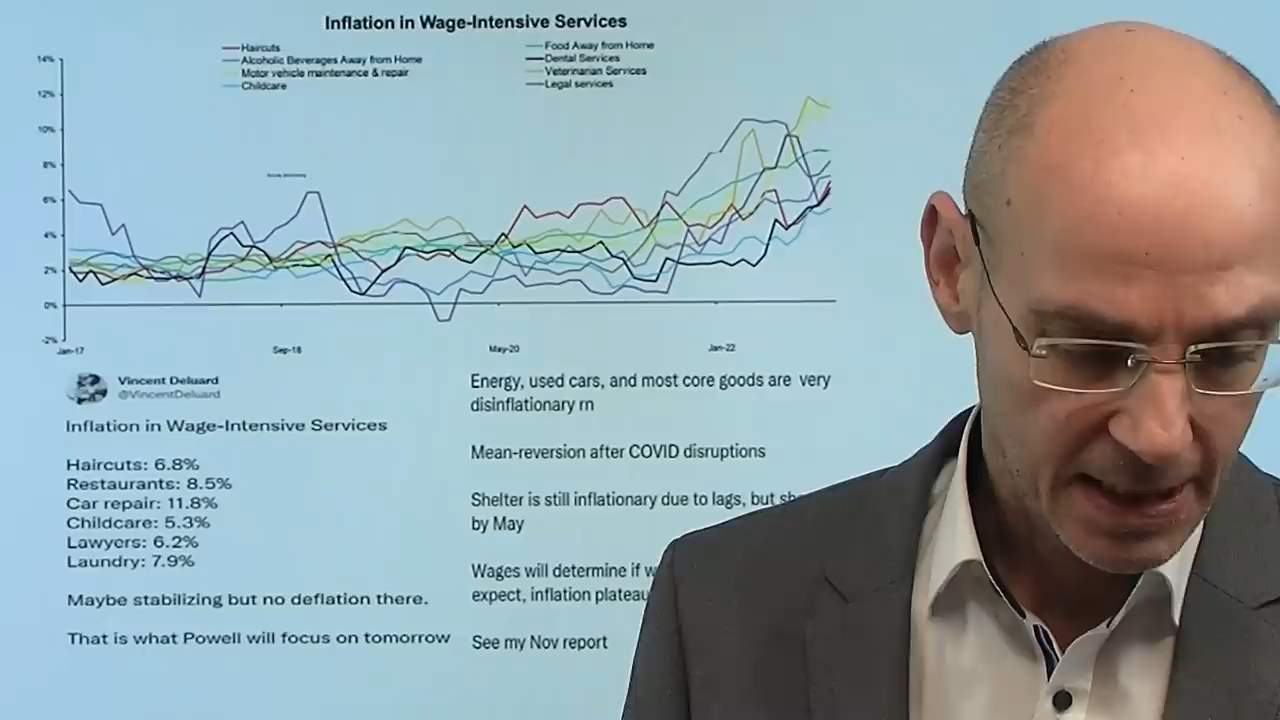 Inflation in Wage-Intensive Services
Haircuts
Alcoholic Beverages Away from Home
Motor vehicle maintenance & repair
Childcare
Food Away from Home
Dental Services
Veterinarian Services
Legal services
14%
12%
10%
8%
6%
4%
2%
0%
-2%
Jan-17
Sep-18
May-20
Jan-22
Vincent Deluard
@VincentDeluard
Inflation in Wage-Intensive Services
Haircuts: 6.8%
Restaurants: 8.5%
Car repair: 11.8%
Childcare: 5.3%
Lawyers: 6.2%
Laundry: 7.9%
Maybe stabilizing but no deflation there.
That is what Powell will focus on tomorrow
Energy, used cars, and most core goods are very
disinflationary rn
Mean-reversion after COVID disruptions
Shelter is still inflationary due to lags, but
by May
Wages will determine if
expect, inflation
See my Nov report